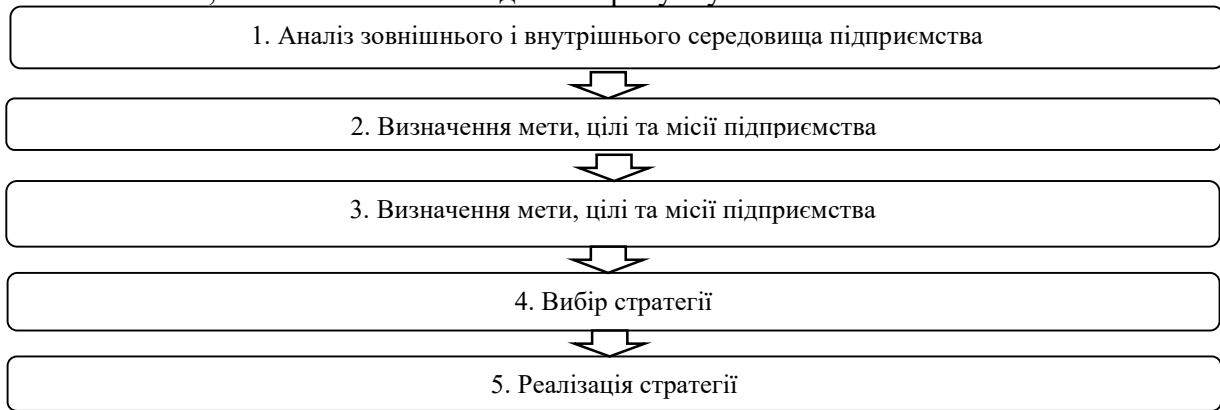 1. Аналіз зовнішнього і внутрішнього середовища підприємства
2. Визначення мети, цілі та місії підприємства
3. Визначення мети, цілі та місії підприємства
4. Вибір стратегії
5. Реалізація стратегії